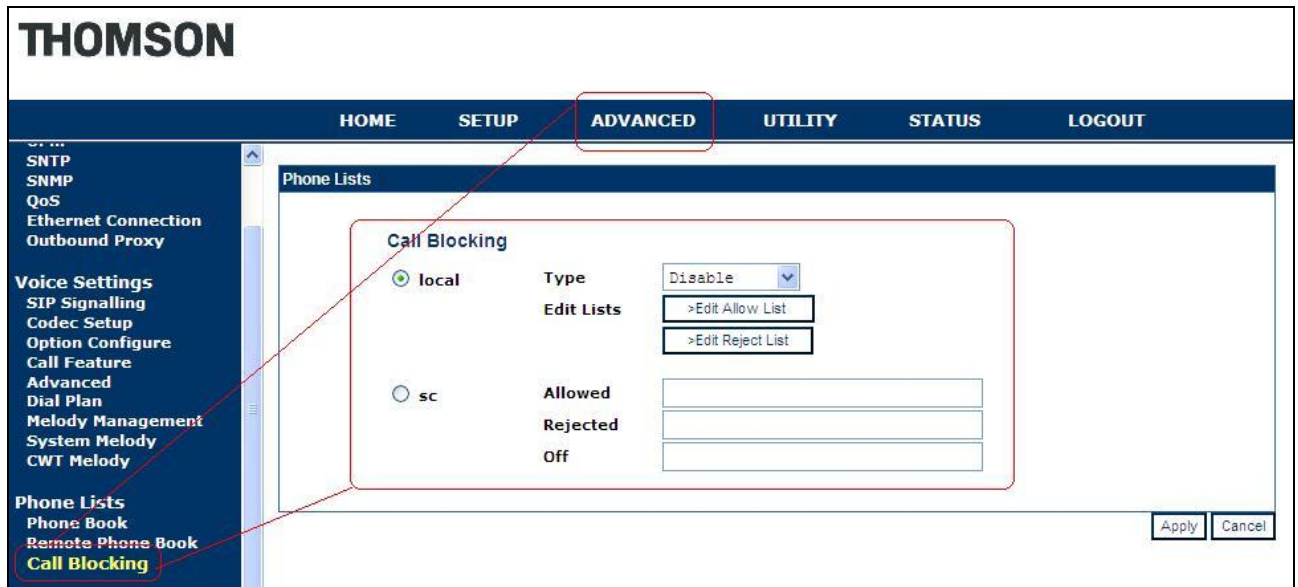 THOMSON
HOME SETUP ADVANCED UTILITY STATUS LOGOUT
SNTP
SNMP
QoS
Ethernet Connection
Outbound Proxy
Voice Settings
SIP Signalling
Codec Setup
Option Configure
Call Feature
Advanced
Dial Plan
Melody Management
System Melody
CWT Melody
Phone Lists
Phone Book
Remote Phone Book
Call Blocking
Phone Lists
Call Blocking
local Type Disable
Edit Lists >Edit Allow List
>Edit Reject List
sc Allowed
Rejected
Off
Apply Cancel